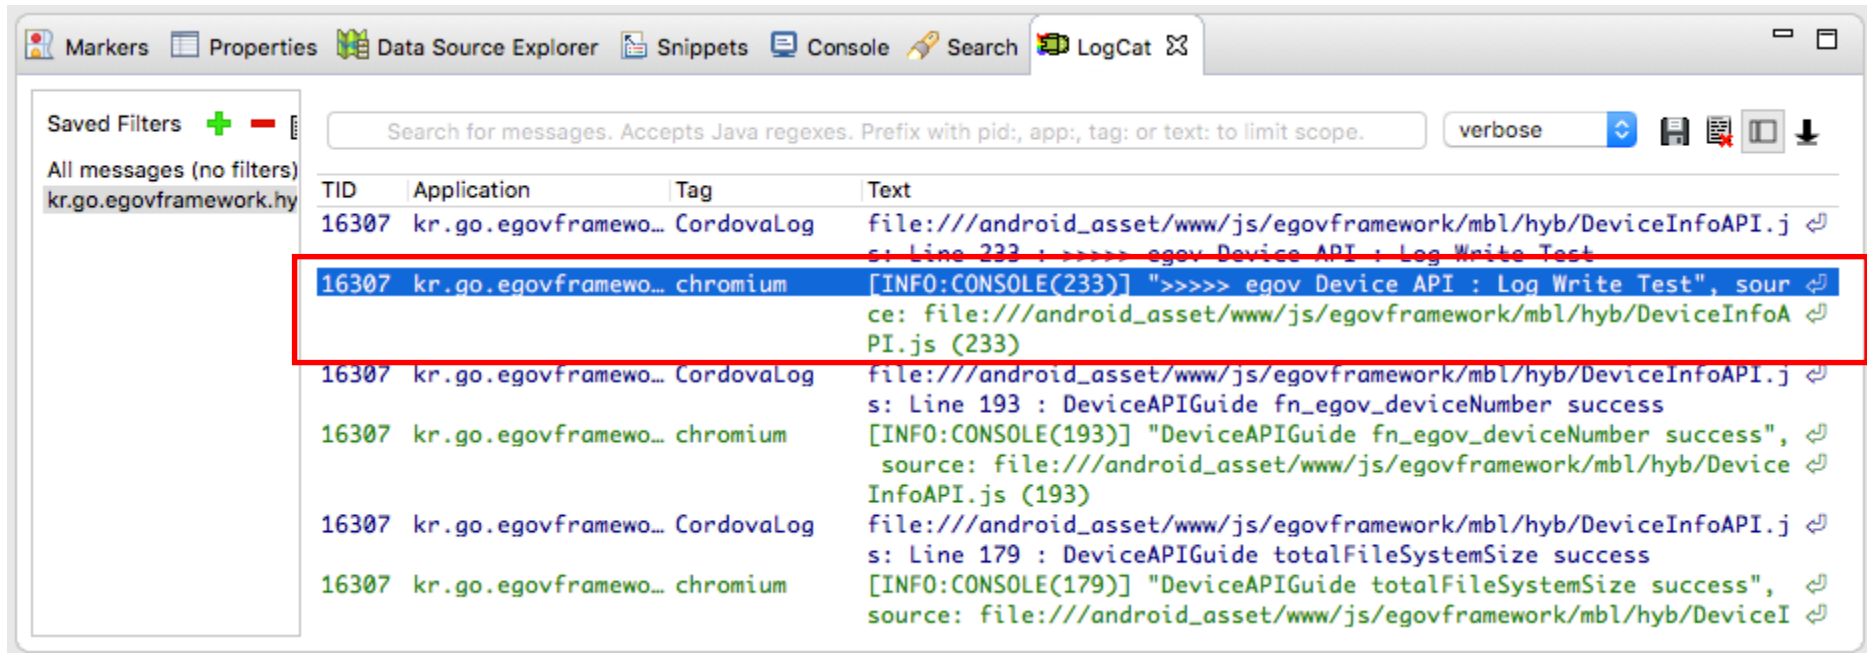 Markers Properties Data Source Explorer Snippets Console Search LogCat
Saved Filters
Search for messages. Accepts Java regexes. Prefix with pid:, app:, tag: or text: to limit scope.
verbose
All messages (no filters)
kr.go.egovframework.hy
TID Application Tag Text
16307 kr.go.egovframewo... CordovaLog file:///android_asset/www/js/egovframework/mbl/hyb/DeviceInfoAPI.j
s: Line 233 : >>>>> egov Device API : Log Write Test
16307 kr.go.egovframewo... chromium [INFO:CONSOLE(233)] ">>>>> egov Device API : Log Write Test", sour
ce: file:///android_asset/www/js/egovframework/mbl/hyb/DeviceInfoA
PI.js (233)
16307 kr.go.egovframewo... CordovaLog file:///android_asset/www/js/egovframework/mbl/hyb/DeviceInfoAPI.j
s: Line 193 : DeviceAPIGuide fn_egov_deviceNumber success
16307 kr.go.egovframewo... chromium [INFO:CONSOLE(193)] "DeviceAPIGuide fn_egov_deviceNumber success",
source: file:///android_asset/www/js/egovframework/mbl/hyb/Device
InfoAPI.js (193)
16307 kr.go.egovframewo... CordovaLog file:///android_asset/www/js/egovframework/mbl/hyb/DeviceInfoAPI.j
s: Line 179 : DeviceAPIGuide totalFileSystemSize success
16307 kr.go.egovframewo... chromium [INFO:CONSOLE(179)] "DeviceAPIGuide totalFileSystemSize success",
source: file:///android_asset/www/js/egovframework/mbl/hyb/DeviceI